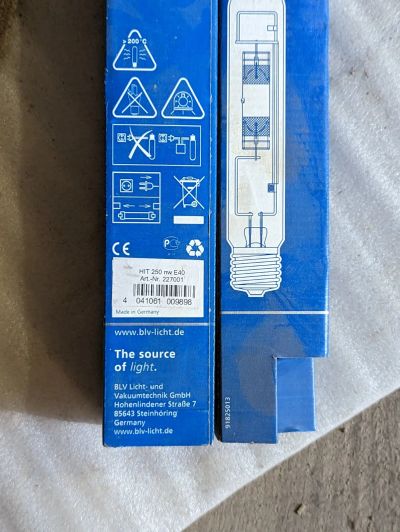 > 200 °C
CE
HIT 250 nw E40
Art.-Nr. 227001
4 041061 009898
Made in Germany
www.blv-licht.de
The source
of light.
BLV Licht- und
Vakuumtechnik GmbH
Hohenlindener Straße 7
85643 Steinhöring
Germany
www.blv-licht.de
91825013